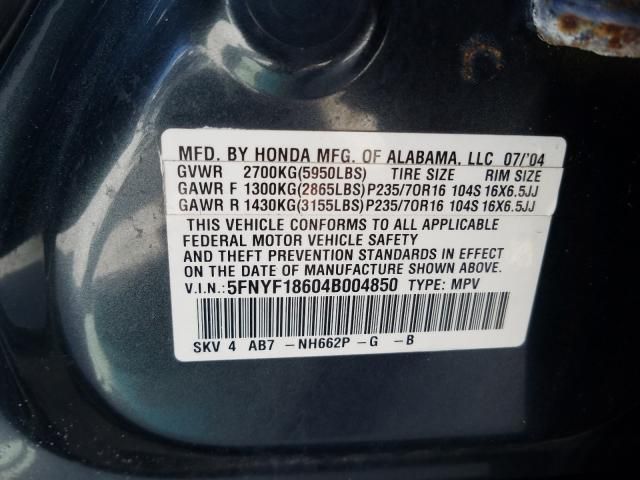 MFD. BY HONDA MFG. OF ALABAMA, LLC 07/'04
GVWR 2700KG(5950LBS) TIRE SIZE RIM SIZE
GAWR F 1300KG(2865LBS)P235/70R16 104S 16X6.5JJ
GAWR R 1430KG(3155LBS)P235/70R16 104S 16X6.5JJ
THIS VEHICLE CONFORMS TO ALL APPLICABLE
FEDERAL MOTOR VEHICLE SAFETY
AND THEFT PREVENTION STANDARDS IN EFFECT
ON THE DATE OF MANUFACTURE SHOWN ABOVE.
V.I.N.:5FNYF18604B004850 TYPE: MPV
SKV 4 AB7 -NH662P -G -B